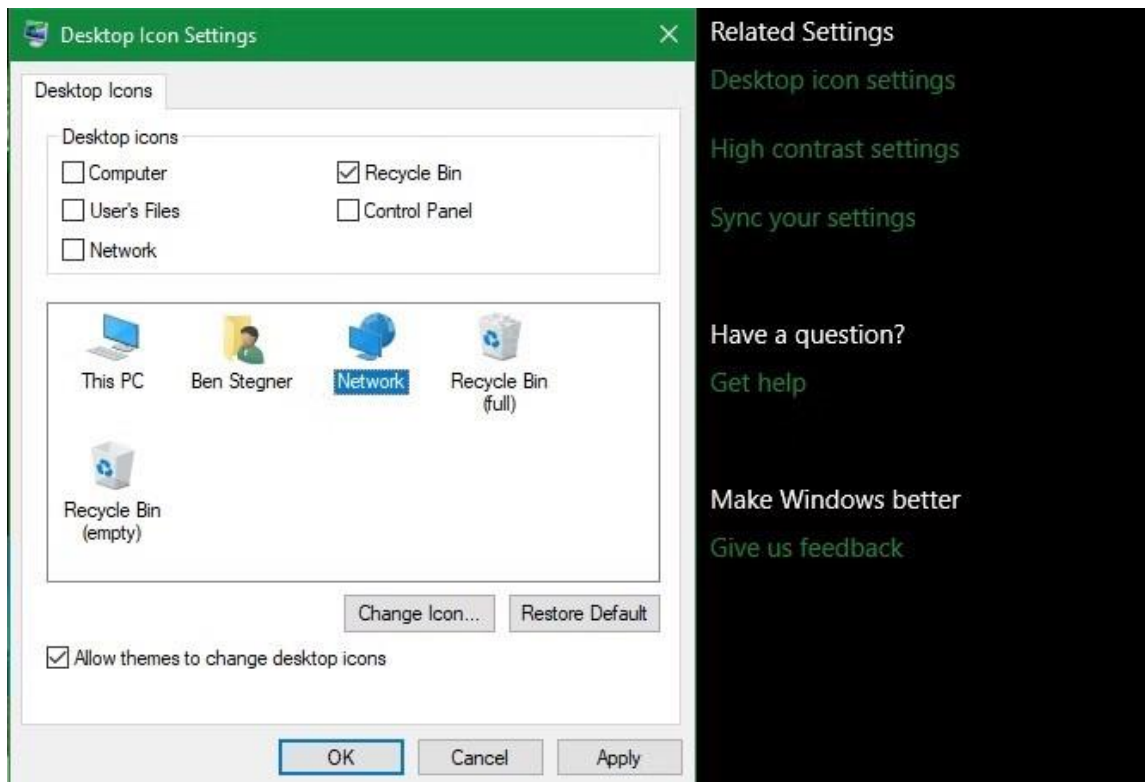 Desktop Icon Settings
Desktop Icons
Desktop icons
Computer
Recycle Bin
User's Files
Control Panel
Network
This PC
Ben Stegner
Network
Recycle Bin
(full)
Recycle Bin
(empty)
Change Icon...
Restore Default
Allow themes to change desktop icons
OK
Cancel
Apply
Related Settings
Desktop icon settings
High contrast settings
Sync your settings
Have a question?
Get help
Make Windows better
Give us feedback